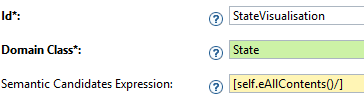 Id*: ? StateVisualisation
Domain Class*: ? State
Semantic Candidates Expression: ? [self.eAllContents()/]